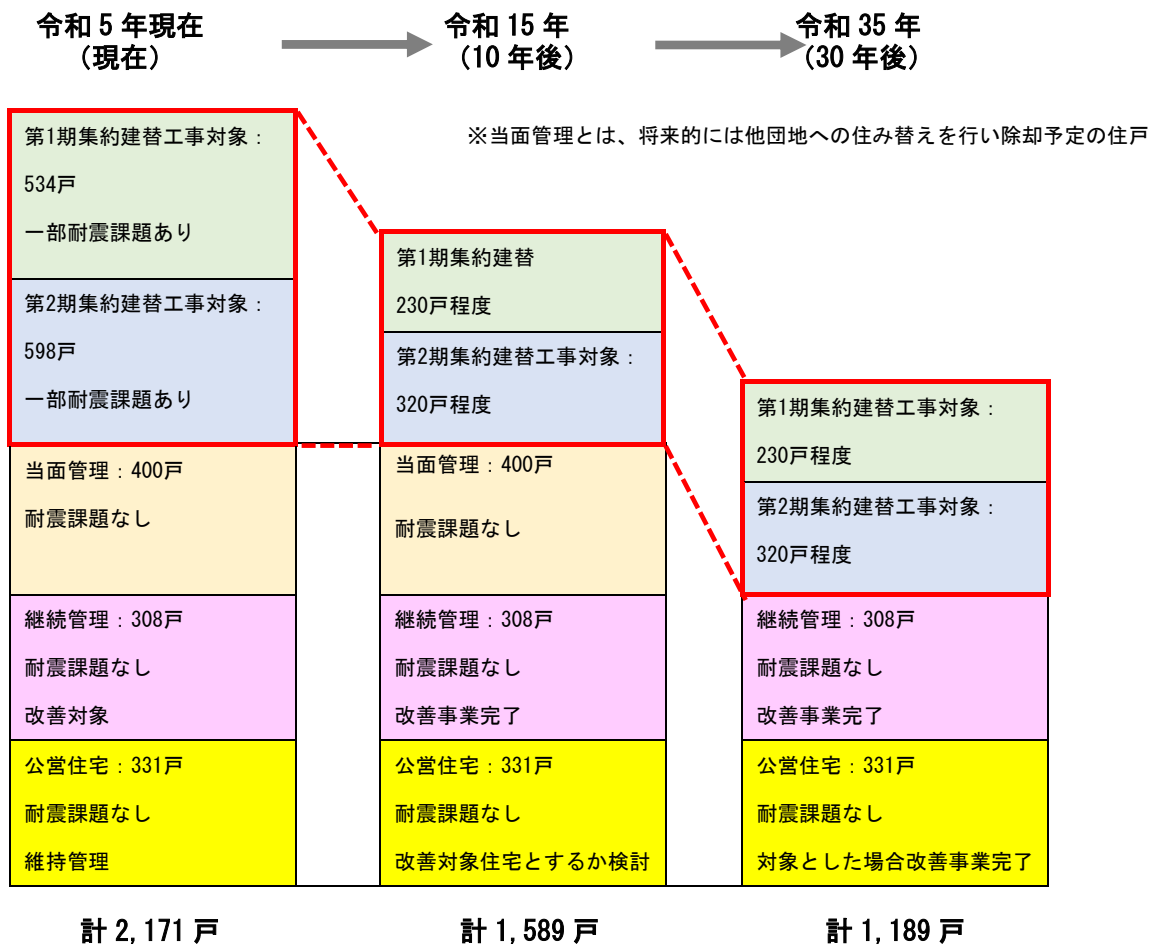 令和5年現在
（現在）
令和15年
（10年後）
令和35年
（30年後）
※当面管理とは、将来的には他団地への住み替えを行い除却予定の住戸
第1期集約建替工事対象：
534戸
一部耐震課題あり
第2期集約建替工事対象：
598戸
一部耐震課題あり
当面管理：400戸
耐震課題なし
継続管理：308戸
耐震課題なし
改善対象
公営住宅：331戸
耐震課題なし
維持管理
計2,171戸
第1期集約建替
230戸程度
第2期集約建替工事対象：
320戸程度
当面管理：400戸
耐震課題なし
継続管理：308戸
耐震課題なし
改善事業完了
公営住宅：331戸
耐震課題なし
改善対象住宅とするか検討
計1,589戸
第1期集約建替工事対象：
230戸程度
第2期集約建替工事対象：
320戸程度
継続管理：308戸
耐震課題なし
改善事業完了
公営住宅：331戸
耐震課題なし
対象とした場合改善事業完了
計1,189戸